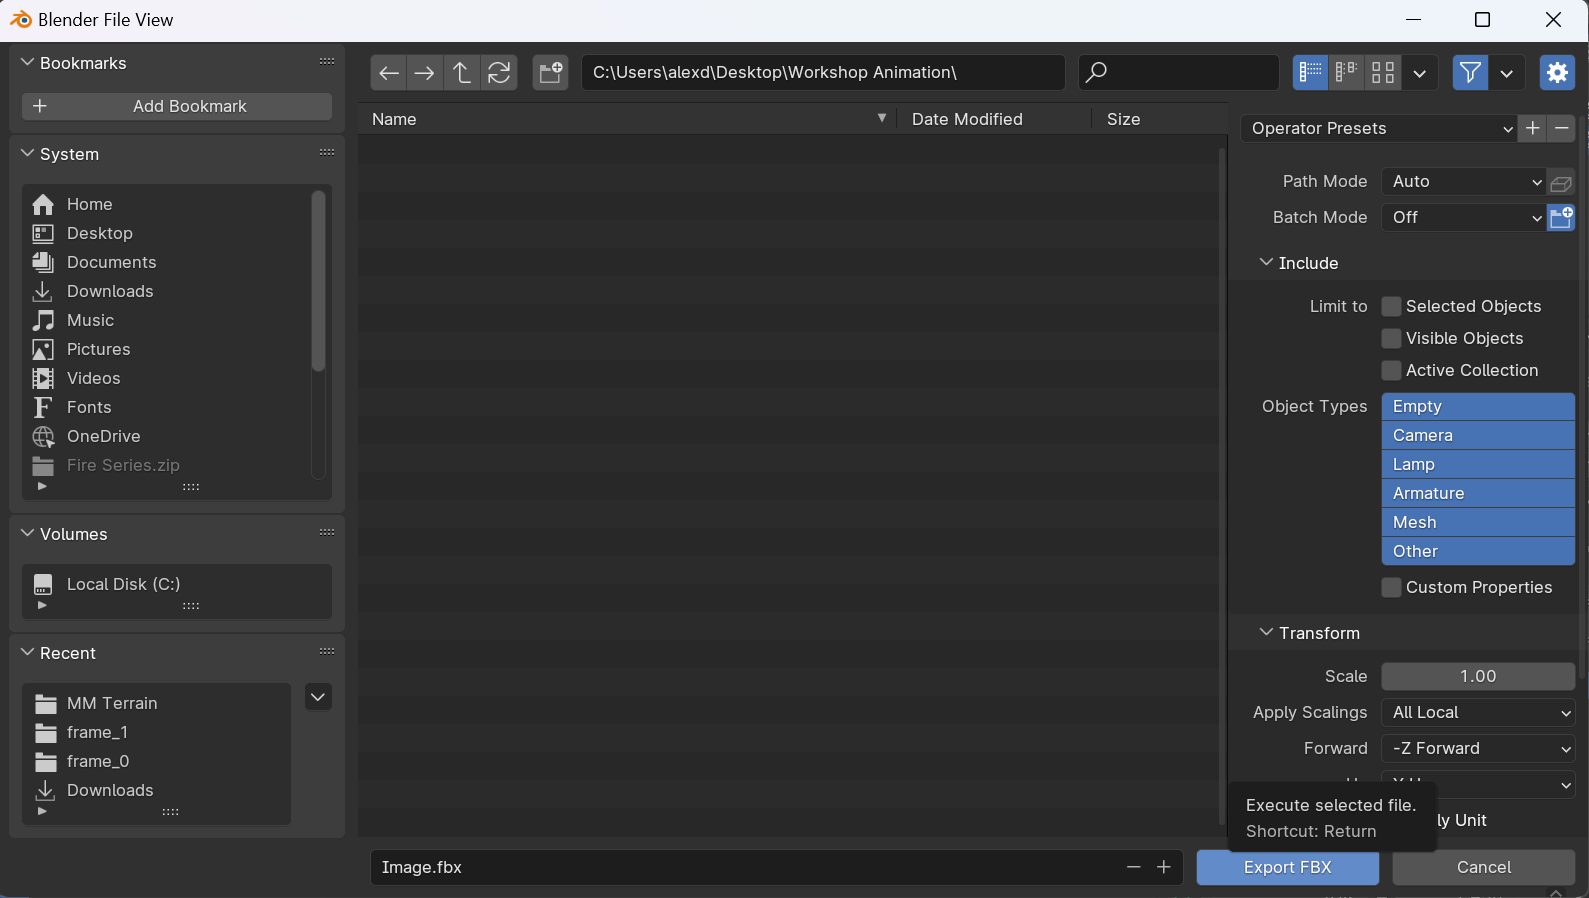 Blender File View
Bookmarks
Add Bookmark
System
Home
Desktop
Documents
Downloads
Music
Pictures
Videos
Fonts
OneDrive
Fire Series.zip
Volumes
Local Disk (C:)
Recent
MM Terrain
frame_1
frame_0
Downloads
C:\Users\alexd\Desktop\Workshop Animation\
Name Date Modified Size
Image.fbx
Operator Presets
Path Mode Auto
Batch Mode Off
Include
Limit to Selected Objects
Visible Objects
Active Collection
Object Types Empty
Camera
Lamp
Armature
Mesh
Other
Custom Properties
Transform
Scale 1.00
Apply Scalings All Local
Forward -Z Forward
Execute selected file.
Shortcut: Return
Unit
Export FBX Cancel